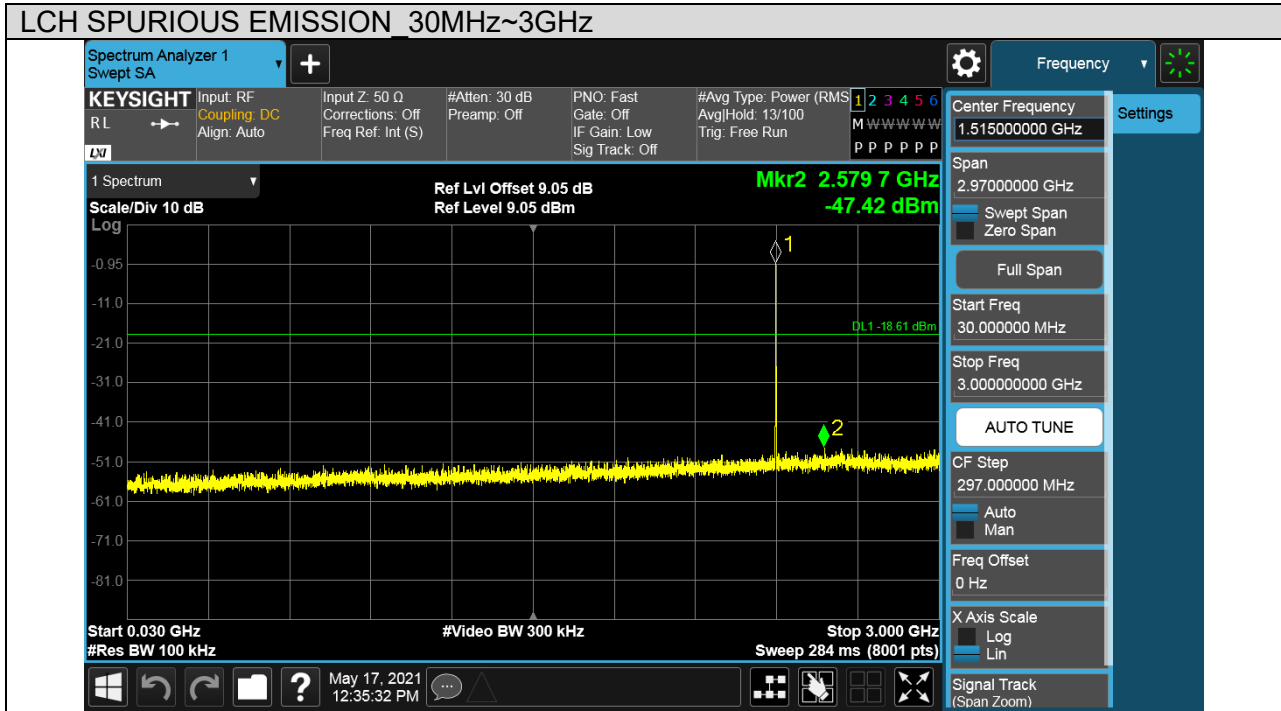 LCH SPURIOUS EMISSION_30MHz~3GHz
Spectrum Analyzer 1
Swept SA
Frequency
KEYSIGHT
R L
LXI
Input: RF
Coupling: DC
Align: Auto
Input Z: 50 Ω
Corrections: Off
Freq Ref: Int (S)
#Atten: 30 dB
Preamp: Off
PNO: Fast
Gate: Off
IF Gain: Low
Sig Track: Off
#Avg Type: Power (RMS
Avg|Hold: 13/100
Trig: Free Run
1 2 3 4 5 6
M W W W W W
P P P P P P
Center Frequency
1.515000000 GHz
Settings
1 Spectrum
Scale/Div 10 dB
Log
Ref Lvl Offset 9.05 dB
Ref Level 9.05 dBm
Mkr2 2.579 7 GHz
-47.42 dBm
1
-0.95
-11.0
DL1 -18.61 dBm
-21.0
-31.0
-41.0
2
-51.0
-61.0
-71.0
-81.0
Start 0.030 GHz
#Res BW 100 kHz
#Video BW 300 kHz
Stop 3.000 GHz
Sweep 284 ms (8001 pts)
Span
2.97000000 GHz
Swept Span
Zero Span
Full Span
Start Freq
30.000000 MHz
Stop Freq
3.000000000 GHz
AUTO TUNE
CF Step
297.000000 MHz
Auto
Man
Freq Offset
0 Hz
X Axis Scale
Log
Lin
Signal Track
(Span Zoom)
?
May 17, 2021
12:35:32 PM